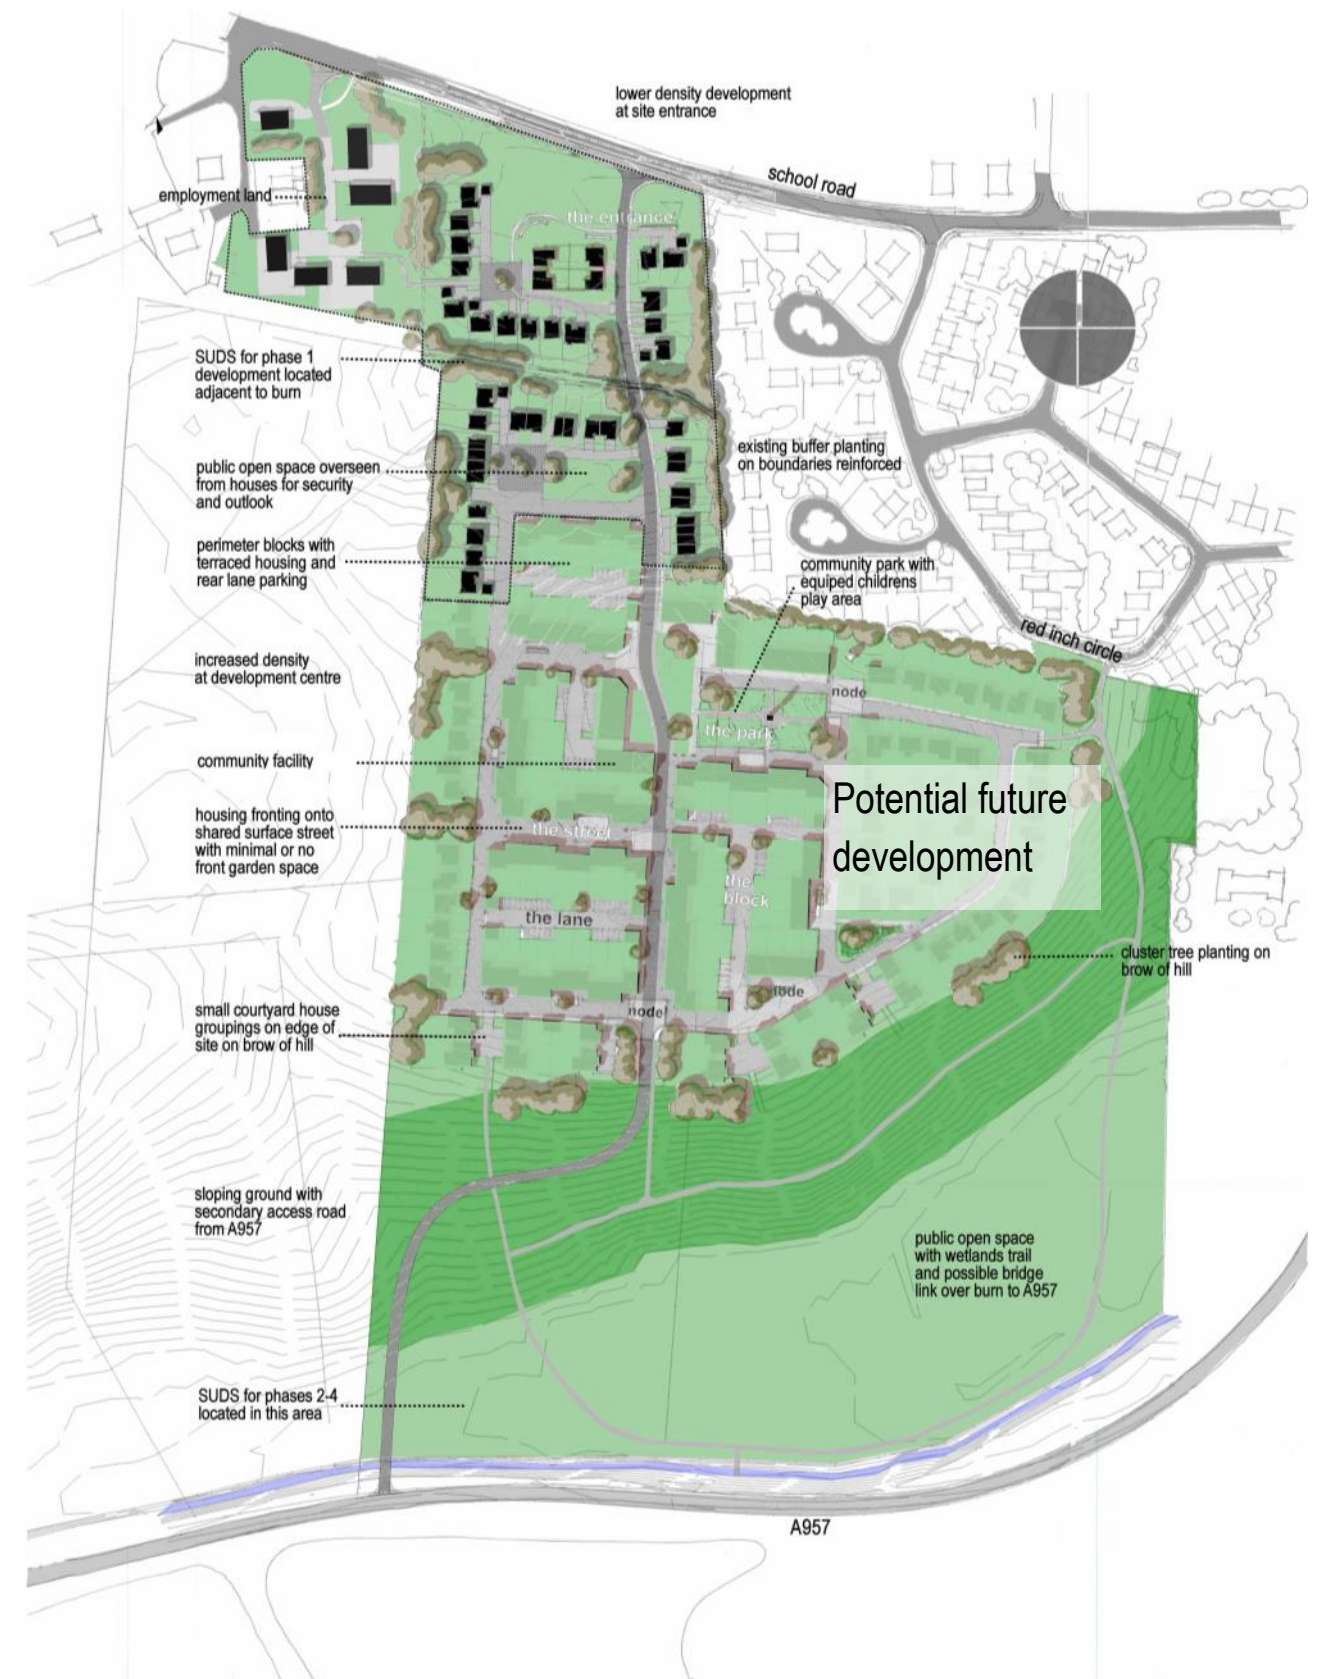 lower density development
at site entrance
school road
employment land
the entrance
SUDS for phase 1
development located
adjacent to burn
existing buffer planting
on boundaries reinforced
public open space overseen
from houses for security
and outlook
perimeter blocks with
terraced housing and
rear lane parking
community park with
equiped childrens
play area
red inch circle
increased density
at development centre
node
the park
community facility
Potential future
development
housing fronting onto
shared surface street
with minimal or no
front garden space
the street
the
block
the lane
cluster tree planting on
brow of hill
node
small courtyard house
groupings on edge of
site on brow of hill
node
sloping ground with
secondary access road
from A957
public open space
with wetlands trail
and possible bridge
link over burn to A957
SUDS for phases 2-4
located in this area
A957